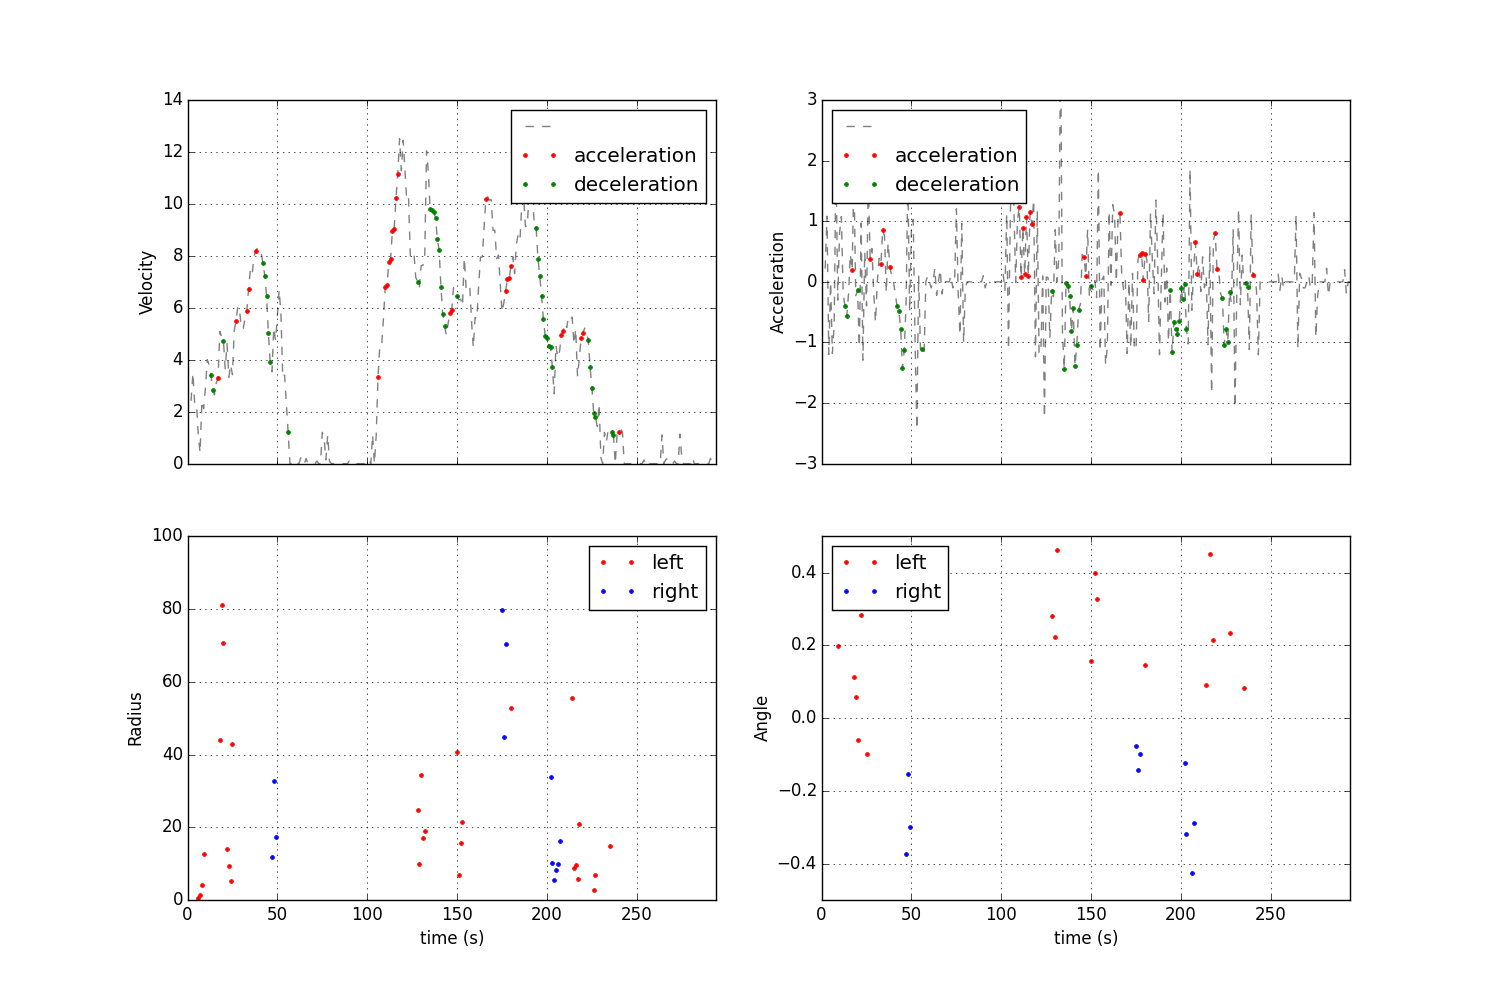 14
12
10
8
6
4
2
0
Velocity
acceleration
deceleration
3
2
1
0
−1
−2
−3
Acceleration
acceleration
deceleration
100
80
60
40
20
0
Radius
left
right
0 50 100 150 200 250
time (s)
0.4
0.2
0.0
−0.2
−0.4
Angle
left
right
0 50 100 150 200 250
time (s)